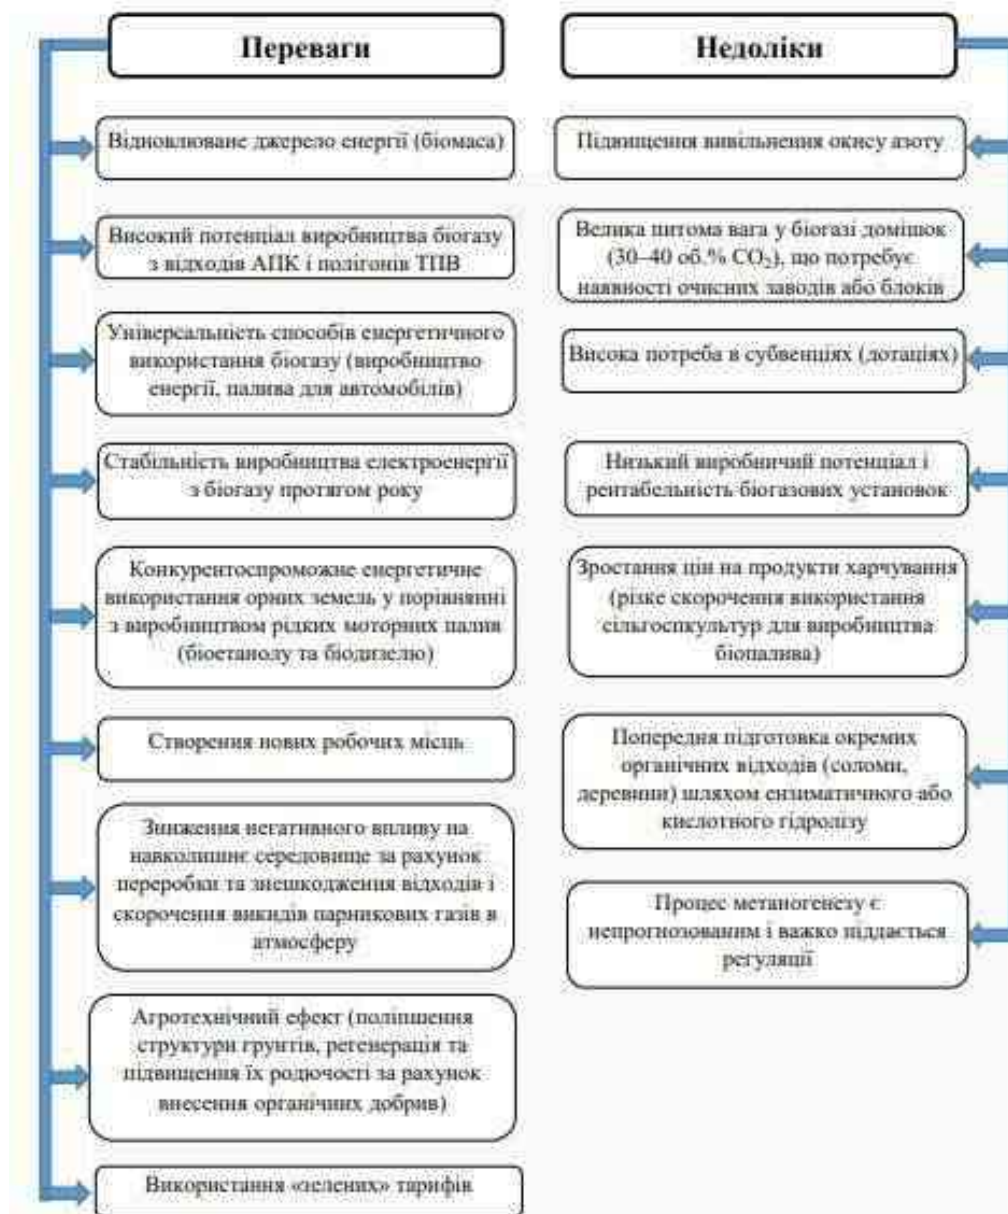 Переваги
Відновлюване джерело енергії (біомаса)
Високий потенціал виробництва біогазу
з відходів АПК і полігонів ТПВ
Універсальність способів енергетичного
використання біогазу (виробництво
енергії, палива для автомобілів)
Стабільність виробництва електроенергії
з біогазу протягом року
Конкурентоспроможне енергетичне
використання орних земель у порівнянні
з виробництвом рідких моторних палив
(біоетанолу та біодизелю)
Створення нових робочих місць
Зниження негативного впливу на
навколишнє середовище за рахунок
переробки та знешкодження відходів і
скорочення викидів парникових газів в
атмосферу
Агротехнічний ефект (поліпшення
структури грунтів, регенерація та
підвищення їх родючості за рахунок
внесення органічних добрив)
Використання «зелених» тарифів
Недоліки
Підвищення вивільнення окису азоту
Велика питома вага у біогазі домішок
(30–40 об.% CO₂), що потребує
наявності очисних заводів або блоків
Висока потреба в субвенціях (дотаціях)
Низький виробничий потенціал і
рентабельність біогазових установок
Зростання цін на продукти харчування
(різке скорочення використання
сільгоспкультур для виробництва
біопалива)
Попередня підготовка окремих
органічних відходів (соломи,
деревини) шляхом ензиматичного або
кислотного гідролізу
Процес метаногенезу є
непрогнозованим і важко піддається
регуляції